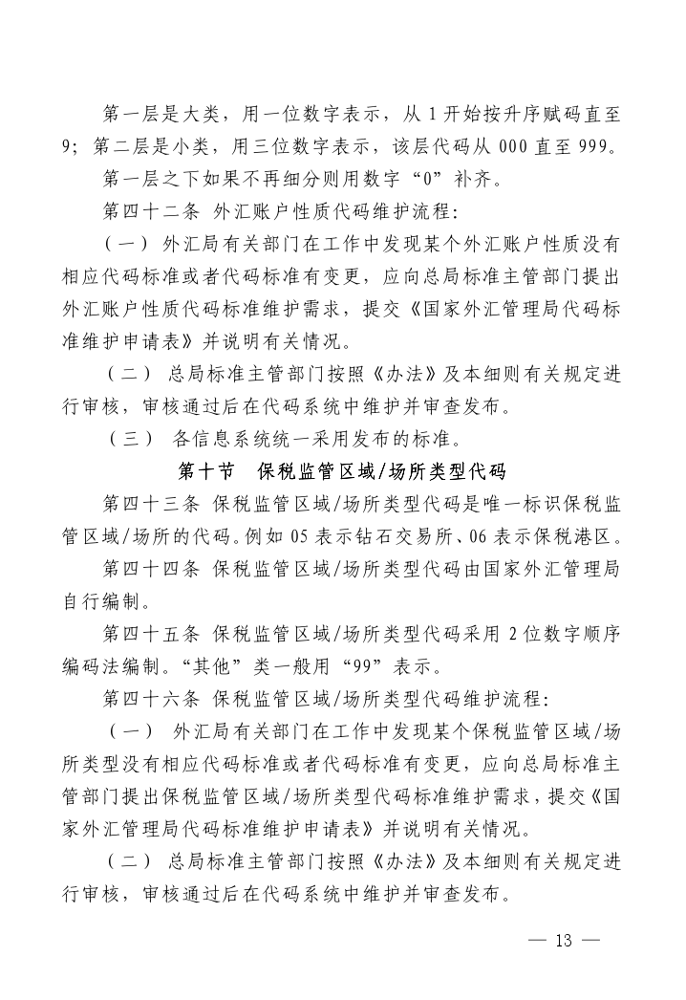 第一层是大类，用一位数字表示，从 1 开始按升序赋码直至
9；第二层是小类，用三位数字表示，该层代码从 000 直至 999。
第一层之下如果不再细分则用数字“0”补齐。
第四十二条 外汇账户性质代码维护流程：
（一） 外汇局有关部门在工作中发现某个外汇账户性质没有
相应代码标准或者代码标准有变更，应向总局标准主管部门提出
外汇账户性质代码标准维护需求，提交《国家外汇管理局代码标
准维护申请表》并说明有关情况。
（二） 总局标准主管部门按照《办法》及本细则有关规定进
行审核，审核通过后在代码系统中维护并审查发布。
（三） 各信息系统统一采用发布的标准。
第十节 保税监管区域/场所类型代码
第四十三条 保税监管区域/场所类型代码是唯一标识保税监
管区域/场所的代码。例如 05 表示钻石交易所、06 表示保税港区。
第四十四条 保税监管区域/场所类型代码由国家外汇管理局
自行编制。
第四十五条 保税监管区域/场所类型代码采用 2 位数字顺序
编码法编制。“其他”类一般用“99”表示。
第四十六条 保税监管区域/场所类型代码维护流程：
（一） 外汇局有关部门在工作中发现某个保税监管区域/场
所类型没有相应代码标准或者代码标准有变更，应向总局标准主
管部门提出保税监管区域/场所类型代码标准维护需求，提交《国
家外汇管理局代码标准维护申请表》并说明有关情况。
（二） 总局标准主管部门按照《办法》及本细则有关规定进
行审核，审核通过后在代码系统中维护并审查发布。
— 13 —